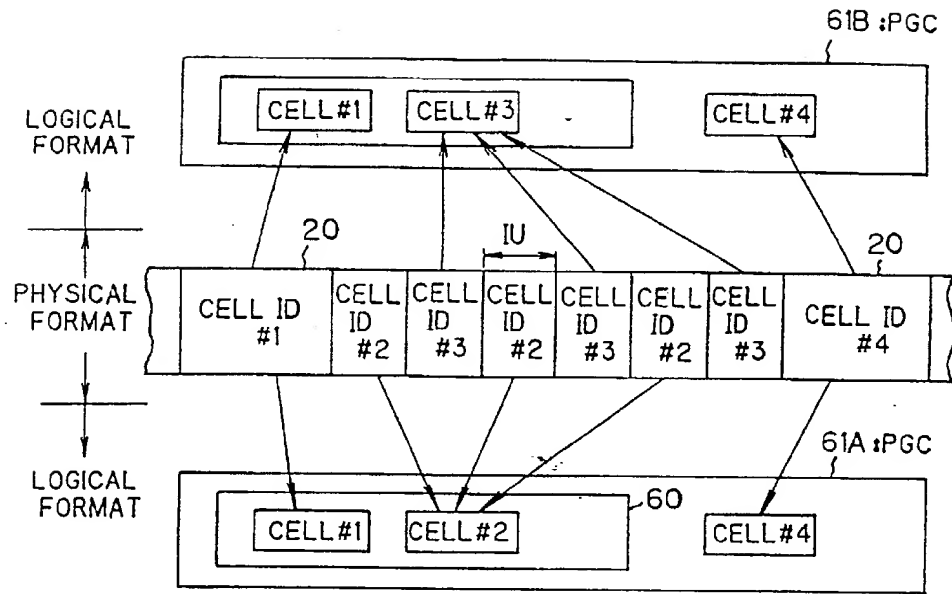 61B :PGC
CELL#1
CELL#3
CELL#4
LOGICAL
FORMAT
20
IU
20
PHYSICAL
FORMAT
CELL ID
#1
CELL
ID
#2
CELL
ID
#3
CELL
ID
#2
CELL
ID
#3
CELL
ID
#2
CELL
ID
#3
CELL ID
#4
LOGICAL
FORMAT
61A :PGC
60
CELL#1
CELL#2
CELL#4